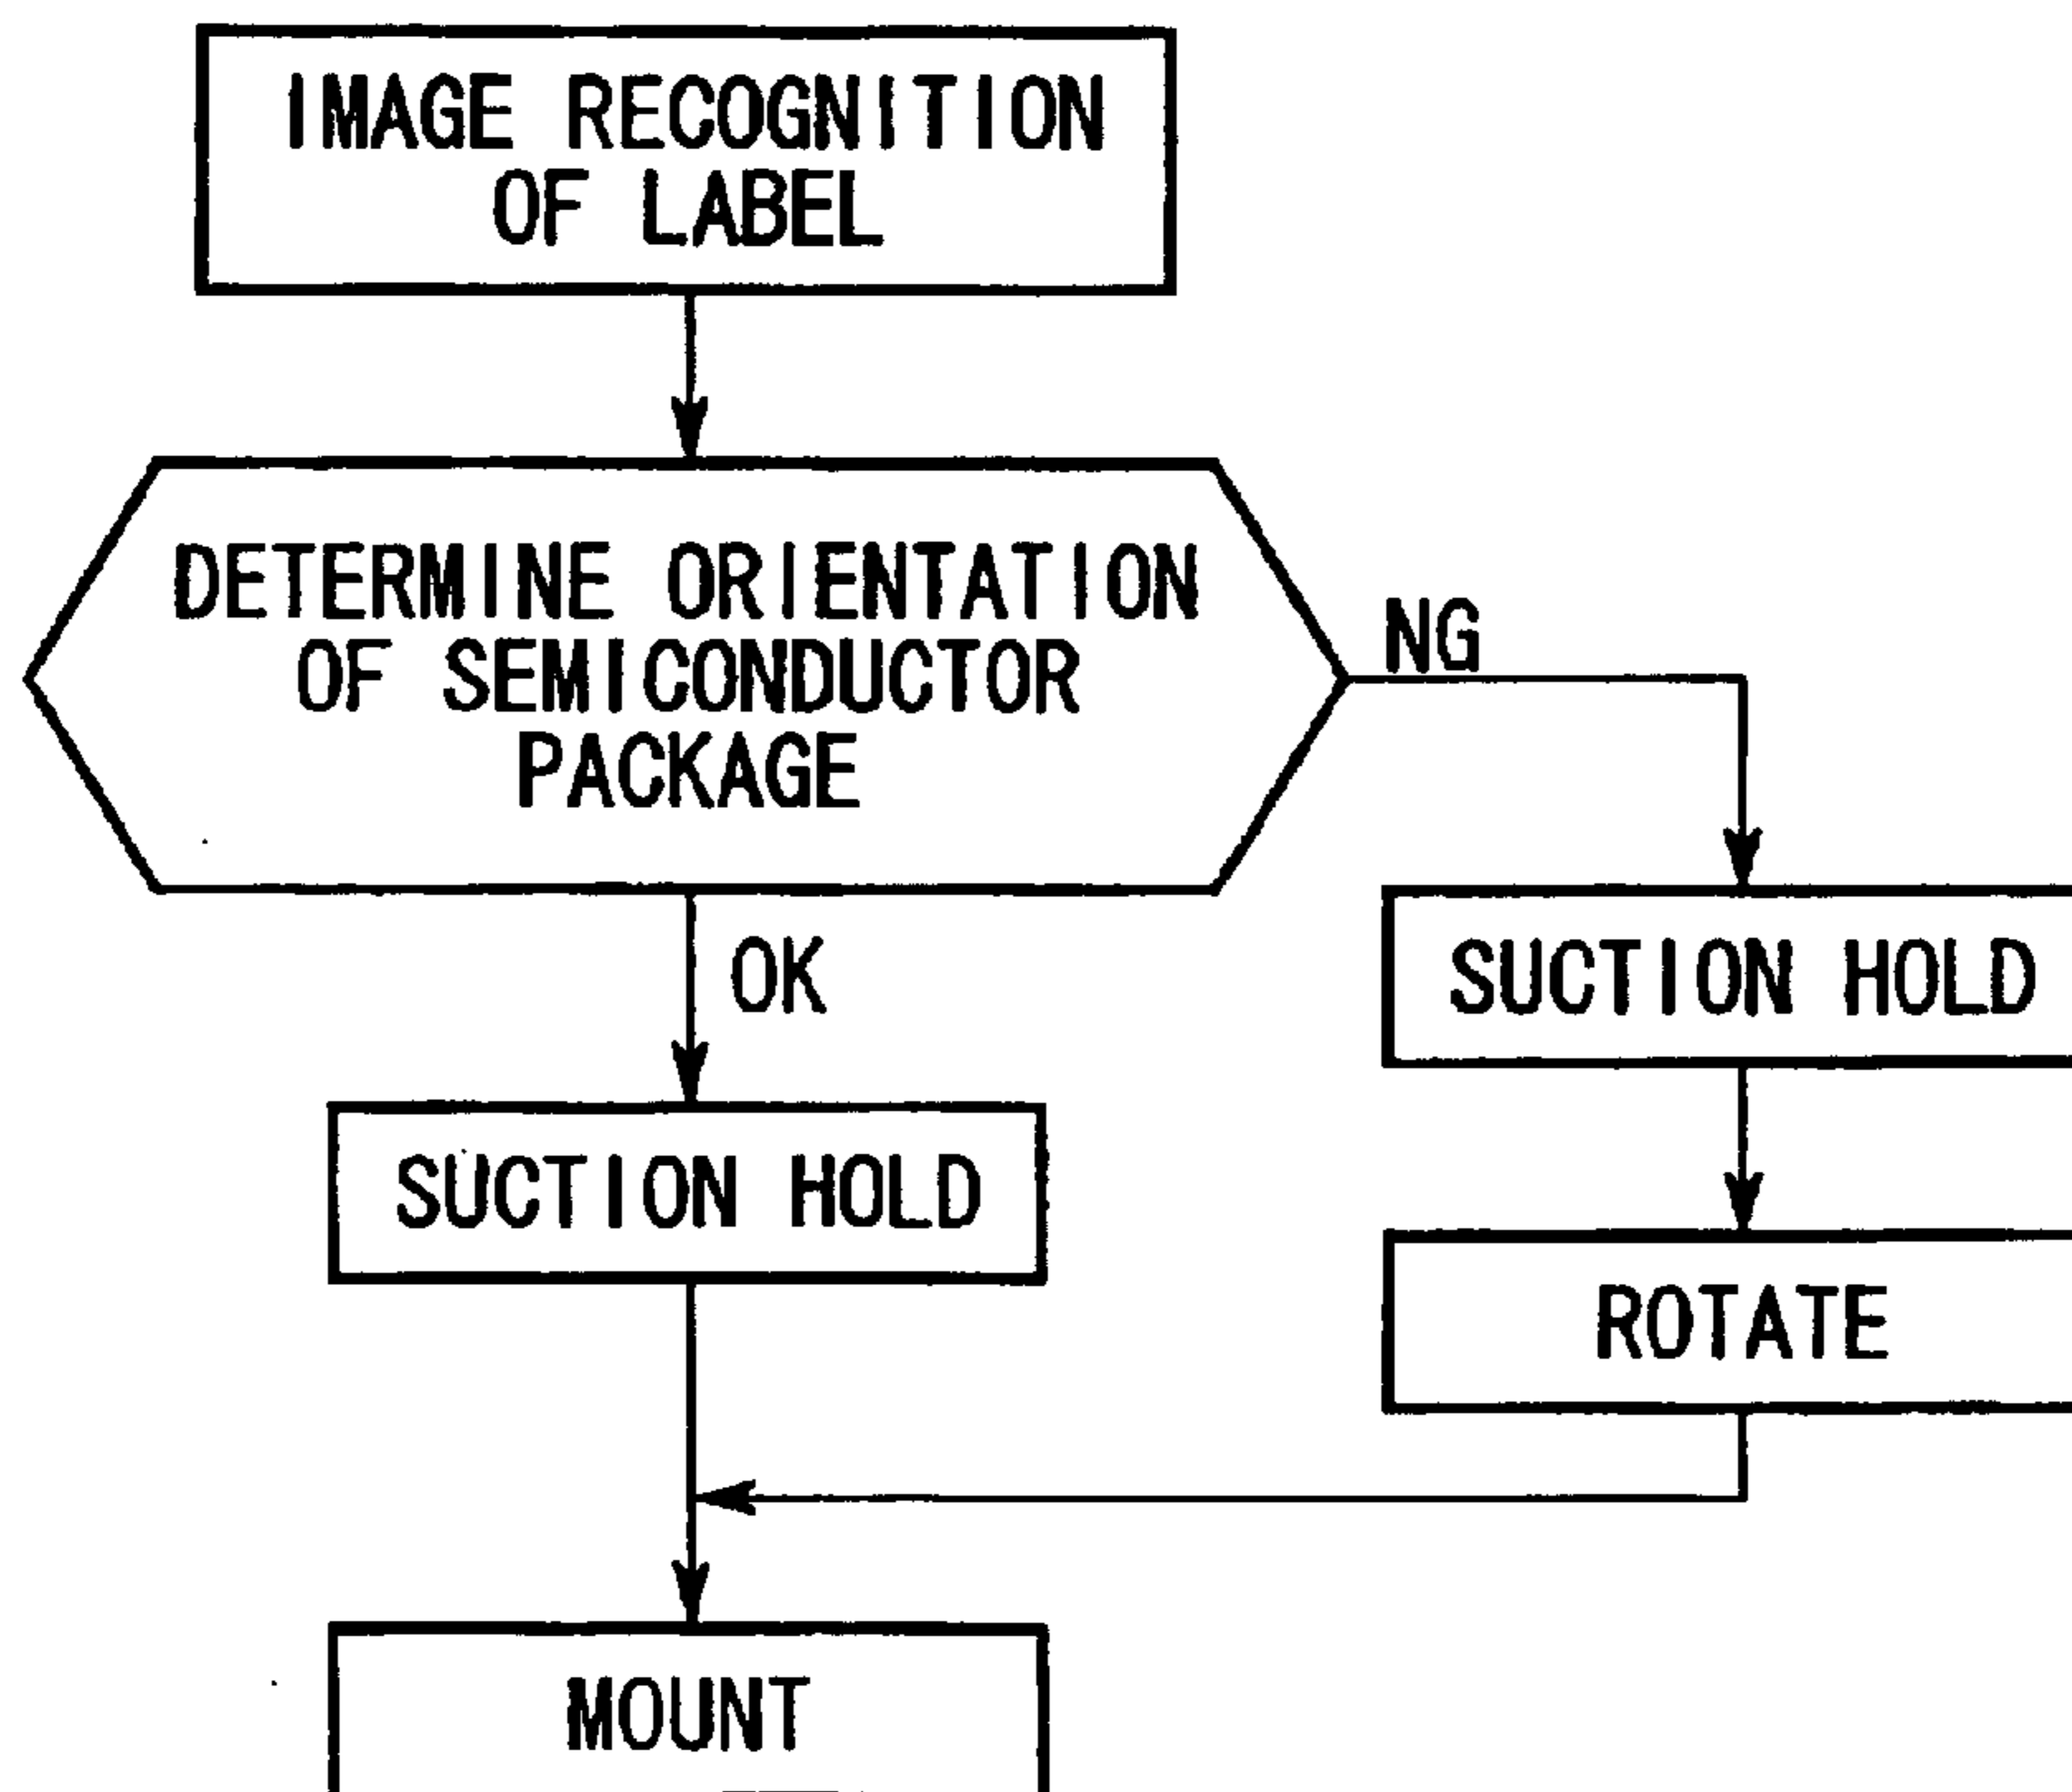 IMAGE RECOGNITION
OF LABEL
DETERMINE ORIENTATION
OF SEMICONDUCTOR
PACKAGE
NG
OK
SUCTION HOLD
SUCTION HOLD
ROTATE
MOUNT